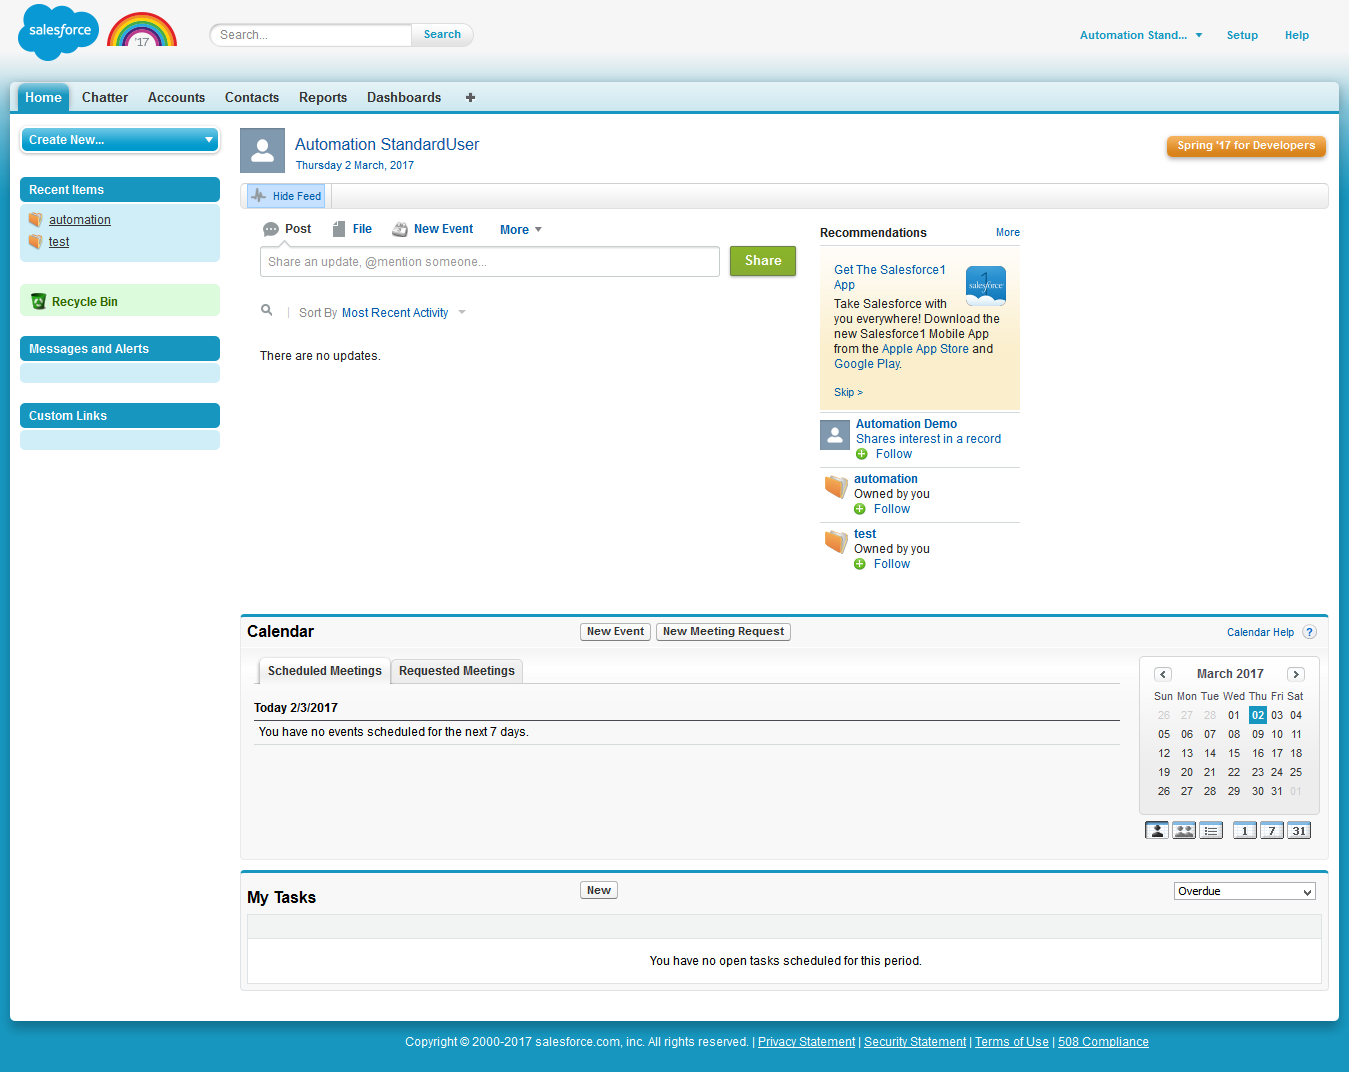 salesforce
'17
Search...
Search
Automation Stand...
Setup
Help
Home
Chatter
Accounts
Contacts
Reports
Dashboards
+
Create New...
Recent Items
automation
test
Recycle Bin
Messages and Alerts
Custom Links
Automation StandardUser
Thursday 2 March, 2017
Spring '17 for Developers
Hide Feed
Post
File
New Event
More
Share an update, @mention someone...
Share
Sort By Most Recent Activity
There are no updates.
Recommendations
More
Get The Salesforce1
App
1
salesforce
Take Salesforce with
you everywhere! Download the
new Salesforce1 Mobile App
from the Apple App Store and
Google Play.
Skip >
Automation Demo
Shares interest in a record
Follow
automation
Owned by you
Follow
test
Owned by you
Follow
Calendar
New Event
New Meeting Request
Calendar Help ?
Scheduled Meetings
Requested Meetings
Today 2/3/2017
You have no events scheduled for the next 7 days.
< March 2017 >
Sun Mon Tue Wed Thu Fri Sat
26 27 28 01 02 03 04
05 06 07 08 09 10 11
12 13 14 15 16 17 18
19 20 21 22 23 24 25
26 27 28 29 30 31 01
1 7 31
My Tasks
New
Overdue
You have no open tasks scheduled for this period.
Copyright © 2000-2017 salesforce.com, inc. All rights reserved. | Privacy Statement | Security Statement | Terms of Use | 508 Compliance